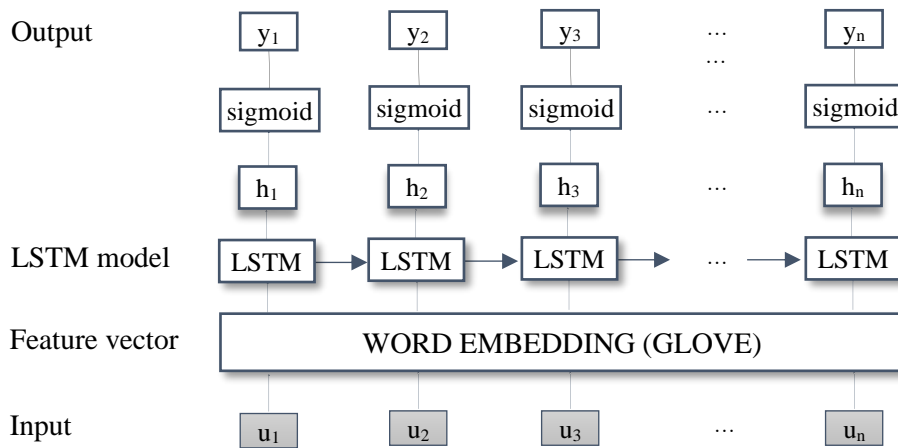 Output y₁ y₂ y₃ ... yₙ
...
sigmoid sigmoid sigmoid ... sigmoid
h₁ h₂ h₃ ... hₙ
LSTM model LSTM LSTM LSTM ... LSTM
Feature vector WORD EMBEDDING (GLOVE)
Input u₁ u₂ u₃ ... uₙ